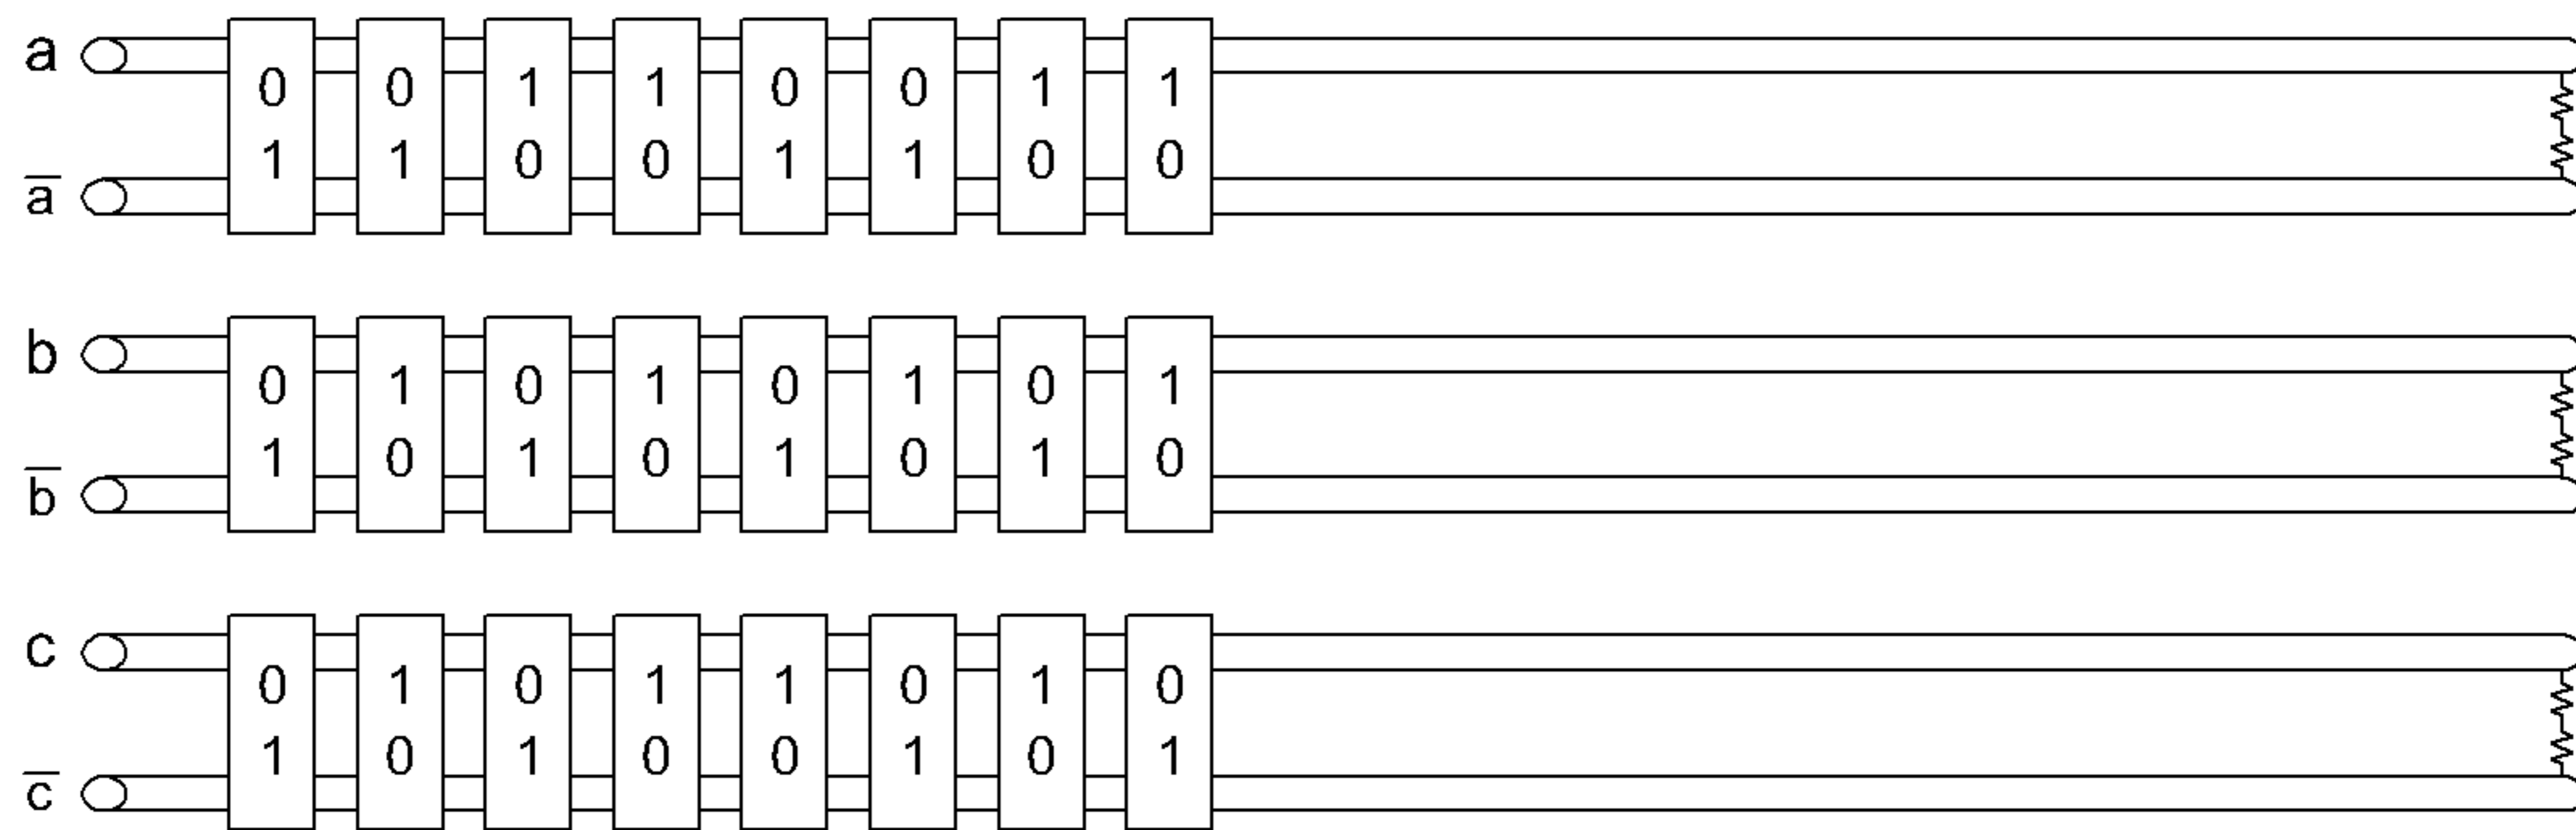 a
0 0 1 1 0 0 1 1
1 1 0 0 1 1 0 0
a̅
b
0 1 0 1 0 1 0 1
1 0 1 0 1 0 1 0
b̅
c
0 1 0 1 1 0 1 0
1 0 1 0 0 1 0 1
c̅